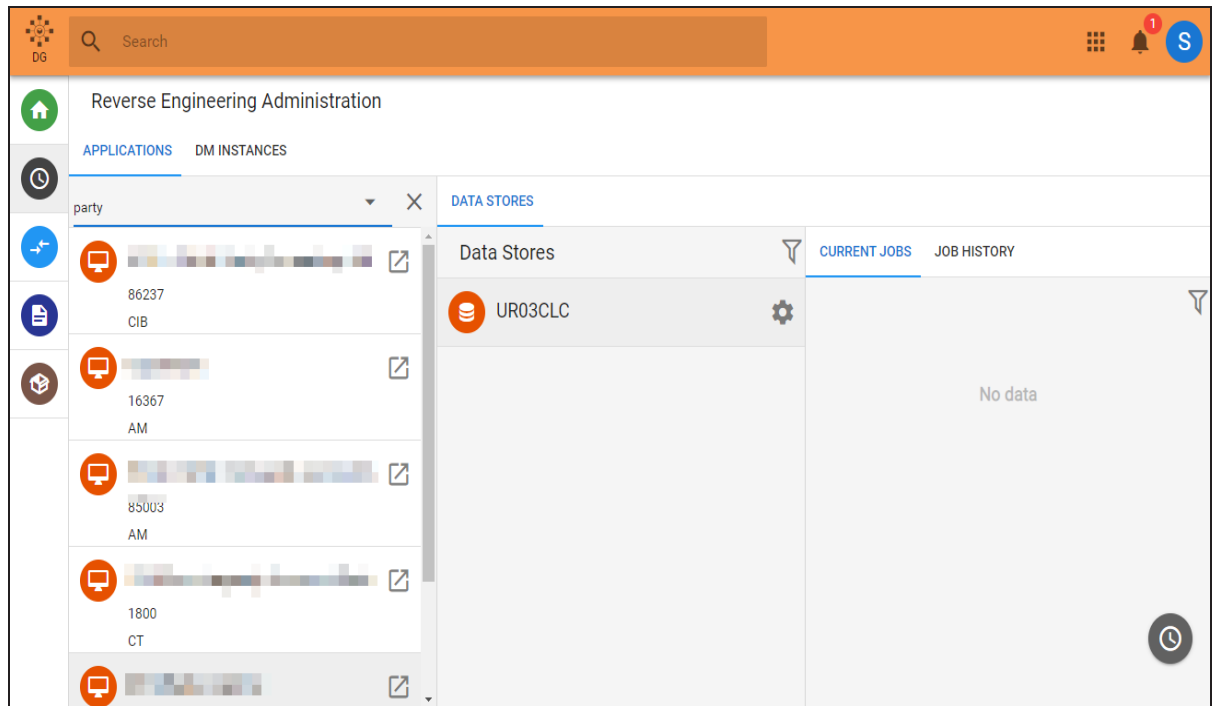 DG
Search
1
S
Reverse Engineering Administration
APPLICATIONS DM INSTANCES
party
DATA STORES
86237
CIB
16367
AM
85003
AM
1800
CT
Data Stores
UR03CLC
CURRENT JOBS JOB HISTORY
No data